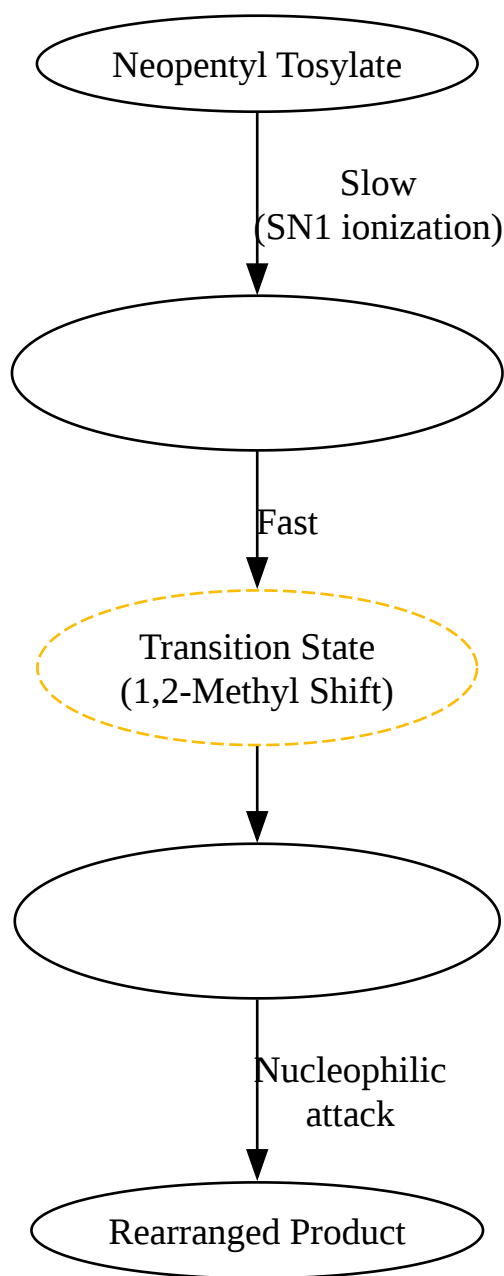 Neopentyl Tosylate
Slow
(SN1 ionization)
Fast
Transition State
(1,2-Methyl Shift)
Nucleophilic
attack
Rearranged Product